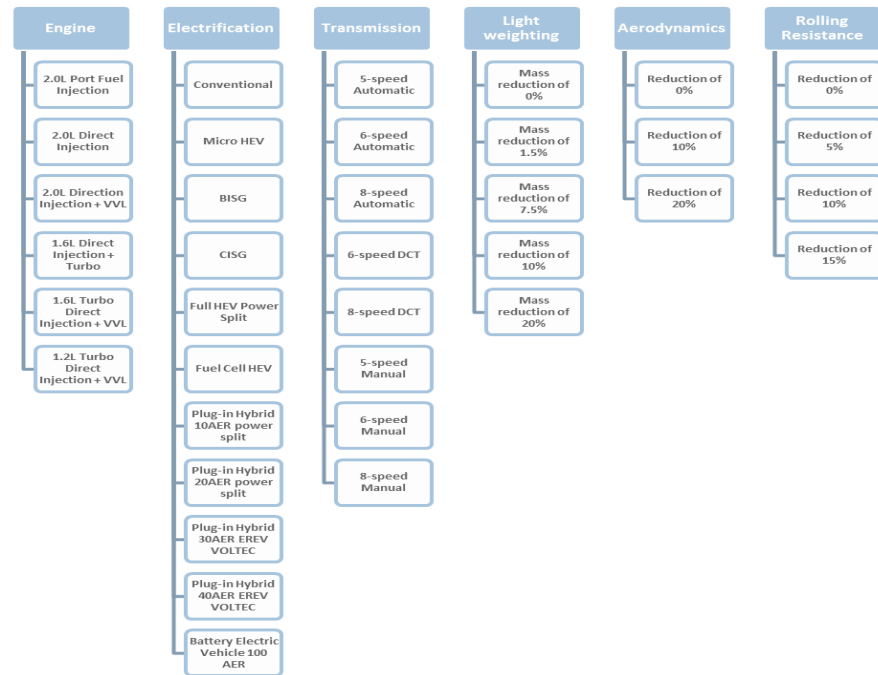 Engine
2.0L Port Fuel
Injection
2.0L Direct
Injection
2.0L Direction
Injection + VVL
1.6L Direct
Injection +
Turbo
1.6L Turbo
Direct
Injection + VVL
1.2L Turbo
Direct
Injection + VVL
Electrification
Conventional
Micro HEV
BISG
CISG
Full HEV Power
Split
Fuel Cell HEV
Plug-in Hybrid
10AER power
split
Plug-in Hybrid
20AER power
split
Plug-in Hybrid
30AER EREV
VOLTEC
Plug-in Hybrid
40AER EREV
VOLTEC
Battery Electric
Vehicle 100
AER
Transmission
5-speed
Automatic
6-speed
Automatic
8-speed
Automatic
6-speed DCT
8-speed DCT
5-speed
Manual
6-speed
Manual
8-speed
Manual
Light
weighting
Mass
reduction of
0%
Mass
reduction of
1.5%
Mass
reduction of
7.5%
Mass
reduction of
10%
Mass
reduction of
20%
Aerodynamics
Reduction of
0%
Reduction of
10%
Reduction of
20%
Rolling
Resistance
Reduction of
0%
Reduction of
5%
Reduction of
10%
Reduction of
15%